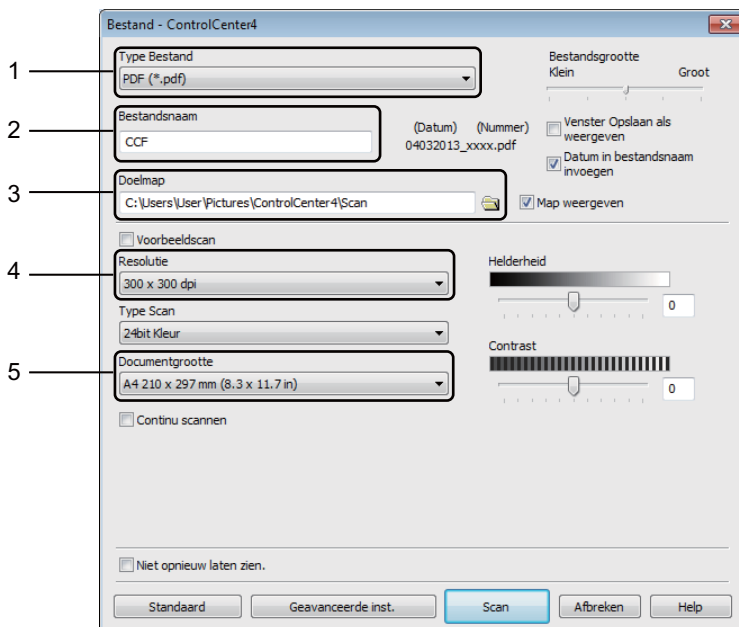 Bestand - ControlCenter4
1
Type Bestand
PDF (*.pdf)
Bestandsgrootte
Klein Groot
2
Bestandsnaam
CCF
(Datum) (Nummer)
04032013_xxxx.pdf
Venster Opslaan als
weergeven
Datum in bestandsnaam
invoegen
3
Doelmap
C:\Users\User\Pictures\ControlCenter4\Scan
Map weergeven
Voorbeeldscan
4
Resolutie
300 x 300 dpi
Helderheid
0
Type Scan
24bit Kleur
Contrast
0
5
Documentgrootte
A4 210 x 297 mm (8.3 x 11.7 in)
Continu scannen
Niet opnieuw laten zien.
Standaard Geavanceerde inst. Scan Afbreken Help